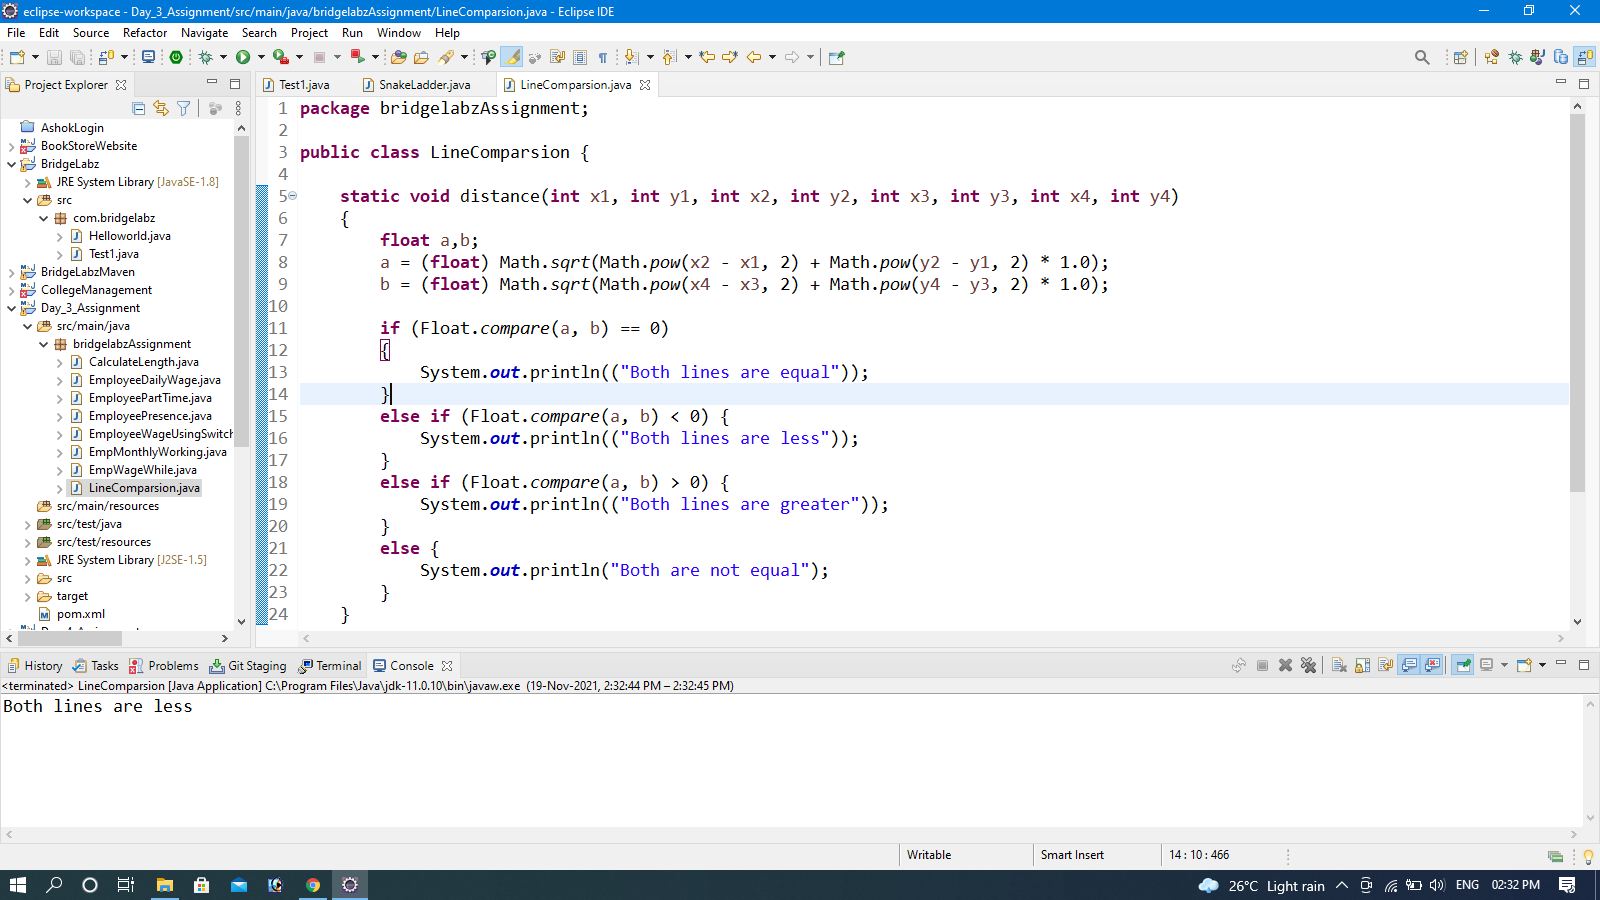 eclipse-workspace - Day_3_Assignment/src/main/java/bridgelabzAssignment/LineComparsion.java - Eclipse IDE
File Edit Source Refactor Navigate Search Project Run Window Help
Project Explorer
AshokLogin
BookStoreWebsite
BridgeLabz
JRE System Library [JavaSE-1.8]
src
com.bridgelabz
Helloworld.java
Test1.java
BridgeLabzMaven
CollegeManagement
Day_3_Assignment
src/main/java
bridgelabzAssignment
CalculateLength.java
EmployeeDailyWage.java
EmployeePartTime.java
EmployeePresence.java
EmployeeWageUsingSwitch
EmpMonthlyWorking.java
EmpWageWhile.java
LineComparsion.java
src/main/resources
src/test/java
src/test/resources
JRE System Library [J2SE-1.5]
src
target
pom.xml
Test1.java SnakeLadder.java LineComparsion.java
1 package bridgelabzAssignment;
2
3 public class LineComparsion {
4
5 static void distance(int x1, int y1, int x2, int y2, int x3, int y3, int x4, int y4)
6 {
7 float a,b;
8 a = (float) Math.sqrt(Math.pow(x2 - x1, 2) + Math.pow(y2 - y1, 2) * 1.0);
9 b = (float) Math.sqrt(Math.pow(x4 - x3, 2) + Math.pow(y4 - y3, 2) * 1.0);
10
11 if (Float.compare(a, b) == 0)
12 {
13 System.out.println(("Both lines are equal"));
14 }
15 else if (Float.compare(a, b) < 0) {
16 System.out.println(("Both lines are less"));
17 }
18 else if (Float.compare(a, b) > 0) {
19 System.out.println(("Both lines are greater"));
20 }
21 else {
22 System.out.println("Both are not equal");
23 }
24 }
History Tasks Problems Git Staging Terminal Console
<terminated> LineComparsion [Java Application] C:\Program Files\Java\jdk-11.0.10\bin\javaw.exe (19-Nov-2021, 2:32:44 PM – 2:32:45 PM)
Both lines are less
Writable Smart Insert 14 : 10 : 466
26°C Light rain ENG 02:32 PM